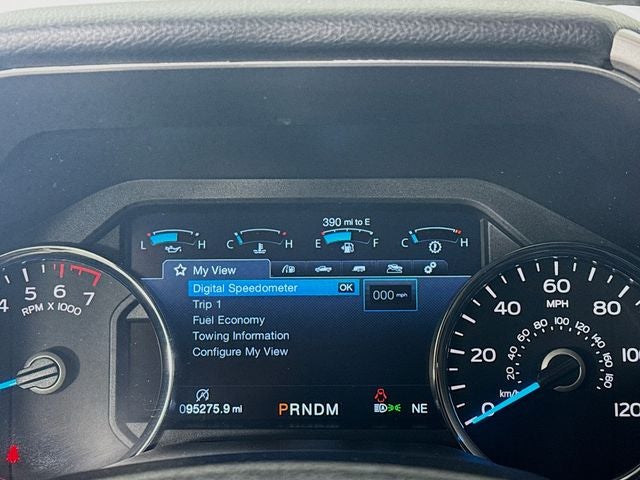 390 mi to E
L H C H E F C H
My View
Digital Speedometer OK
000 mph
Trip 1
Fuel Economy
Towing Information
Configure My View
095275.9 mi PRNDM NE
4 5 6 7
RPM X 1000
0 20 40 60 80 120
MPH
20 40 60 80 100 120 140 160 180
km/h